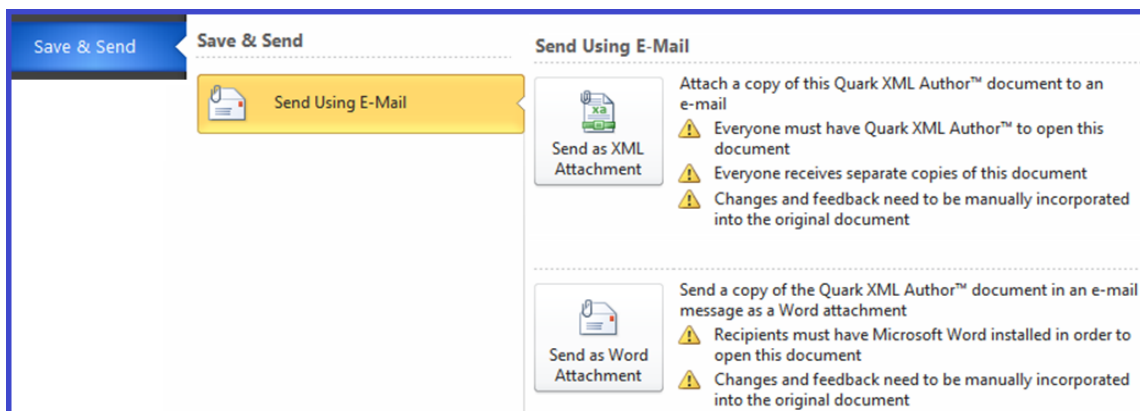 Save & Send
Save & Send
Send Using E-Mail
Send Using E-Mail
Send as XML
Attachment
Attach a copy of this Quark XML Author™ document to an
e-mail
Everyone must have Quark XML Author™ to open this
document
Everyone receives separate copies of this document
Changes and feedback need to be manually incorporated
into the original document
Send as Word
Attachment
Send a copy of the Quark XML Author™ document in an e-mail
message as a Word attachment
Recipients must have Microsoft Word installed in order to
open this document
Changes and feedback need to be manually incorporated
into the original document